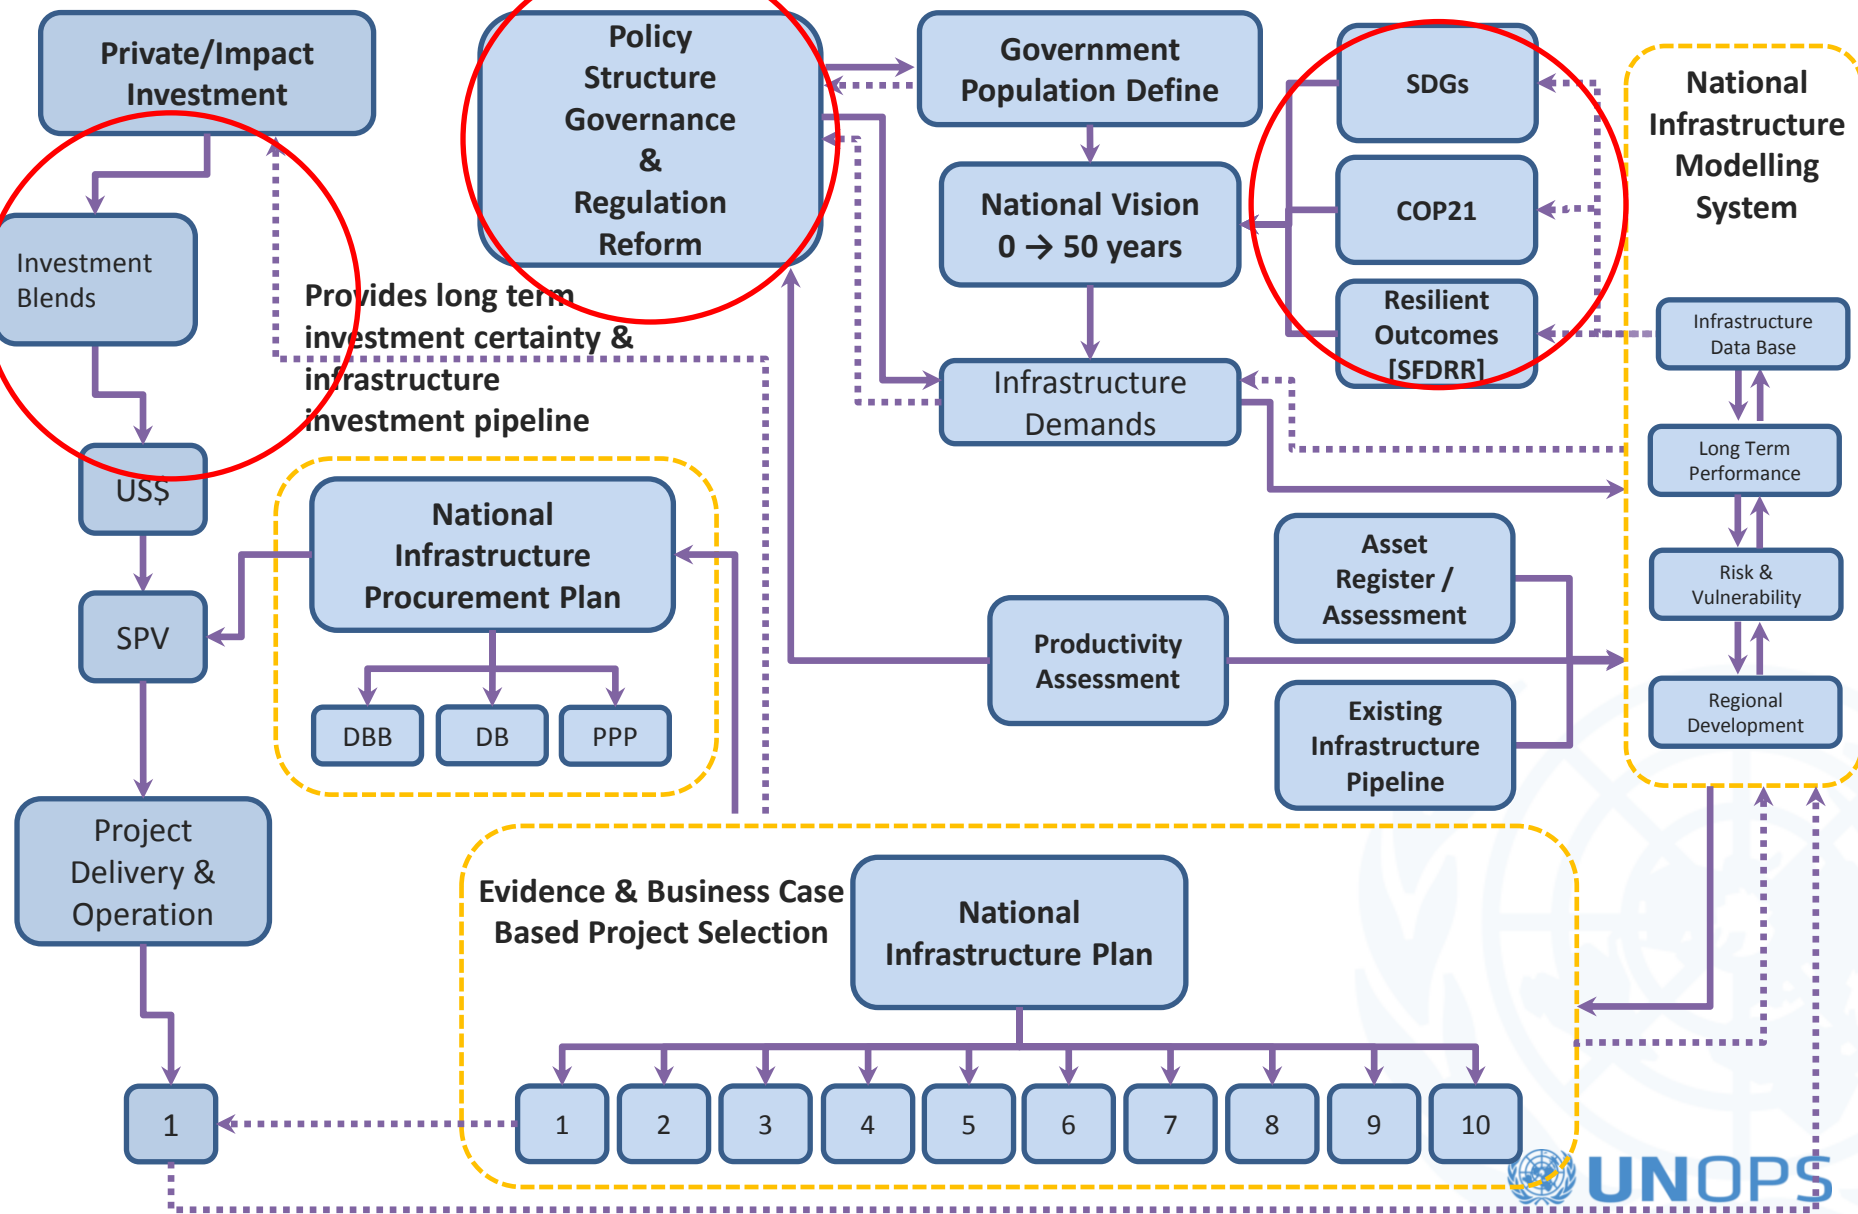 Private/Impact
Investment
Policy
Structure
Governance
&
Regulation
Reform
Government
Population Define
SDGs
National
Infrastructure
Modelling
System
National Vision
0 → 50 years
COP21
Investment
Blends
Resilient
Outcomes
[SFDRR]
Infrastructure
Data Base
Provides long term
investment certainty &
infrastructure
investment pipeline
Infrastructure
Demands
Long Term
Performance
US$
National
Infrastructure
Procurement Plan
Asset
Register /
Assessment
Risk &
Vulnerability
SPV
Productivity
Assessment
DBB
DB
PPP
Existing
Infrastructure
Pipeline
Regional
Development
Project
Delivery &
Operation
Evidence & Business Case
Based Project Selection
National
Infrastructure Plan
1
1
2
3
4
5
6
7
8
9
10
UNOPS